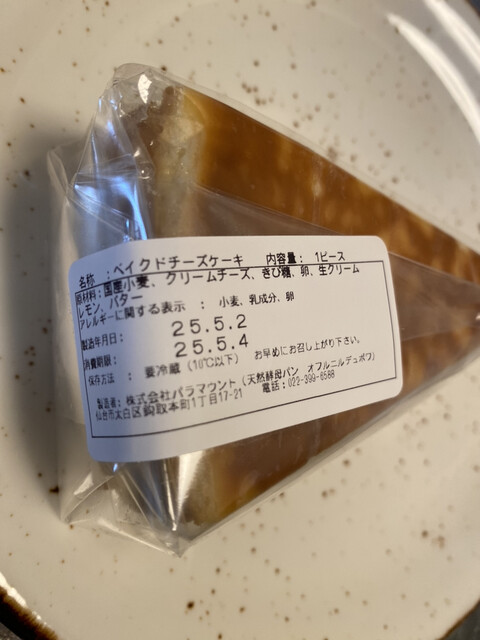 名称 ：ベイクドチーズケーキ 内容量： 1ピース
原材料：国産小麦、クリームチーズ、きび糖、卵、生クリーム
レモン、バター
アレルギーに関する表示 ： 小麦、乳成分、卵
製造年月日： 25.5.2
消費期限： 25.5.4
保存方法 ： 要冷蔵（10℃以下） お早めにお召し上がり下さい。
製造者：株式会社パラマウント（天然酵母パン オフルニルデュボワ）
仙台市太白区鈎取本町1丁目17-21 電話：022-399-6588